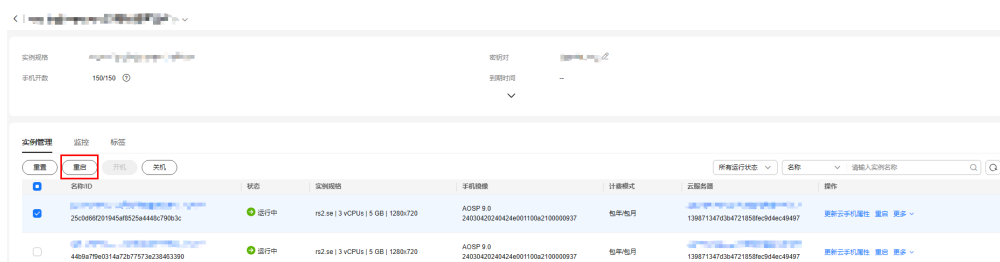 实例规格 密钥对
手机开数 150/150 到期时间 --
实例管理 监控 标签
重置 重启 开机 关机 所有运行状态 名称 请输入实例名称
名称/ID 状态 实例规格 手机镜像 计费模式 云服务器 操作
25c0d66f201945af8525a4448c790b3c 运行中 rs2.se | 3 vCPUs | 5 GB | 1280x720 AOSP 9.0 包年/包月 139871347d3b4721858fec9d4ec49497 更新云手机属性 重启 更多
24030420240424e001100a2100000937
44b9a7f9e0314a72b77573e238463390 运行中 rs2.se | 3 vCPUs | 5 GB | 1280x720 AOSP 9.0 包年/包月 139871347d3b4721858fec9d4ec49497 更新云手机属性 重启 更多
24030420240424e001100a2100000937